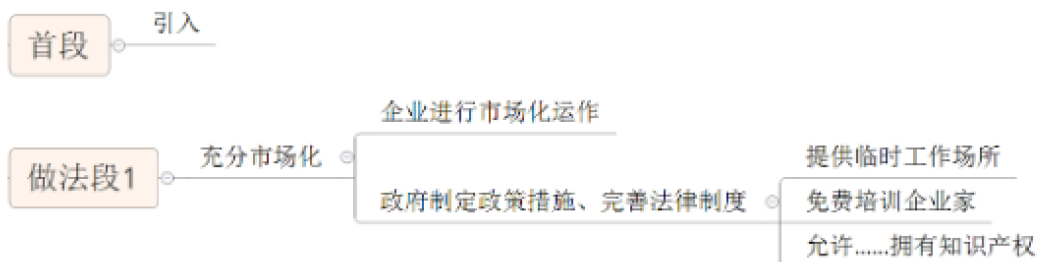 首段
引入
做法段1
充分市场化
企业进行市场化运作
政府制定政策措施、完善法律制度
提供临时工作场所
免费培训企业家
允许……拥有知识产权